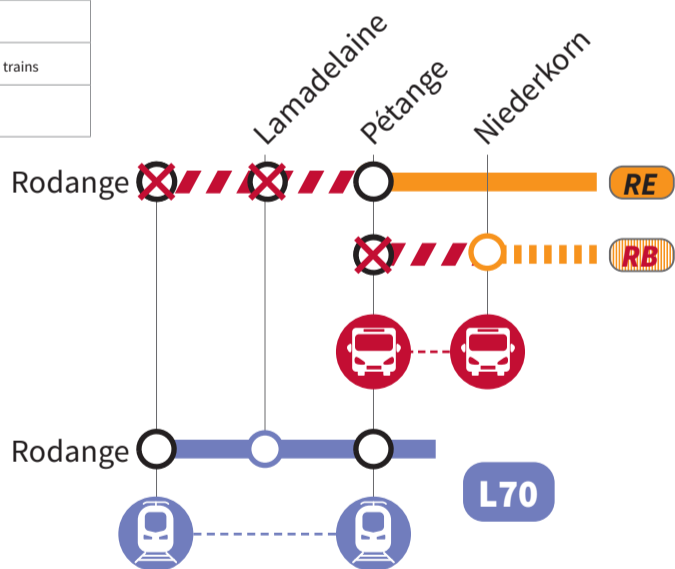 trains
Lamadelaine
Pétange
Niederkorn
Rodange
RE
RB
Rodange
L70